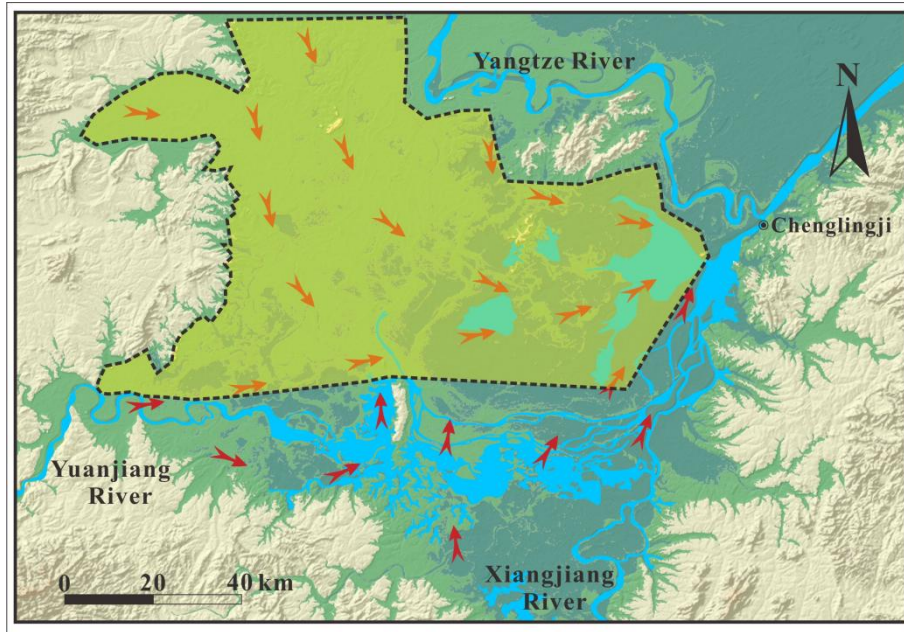 Yangtze River
N
Chenglingji
Yuanjiang
River
Xiangjiang
River
0 20 40 km